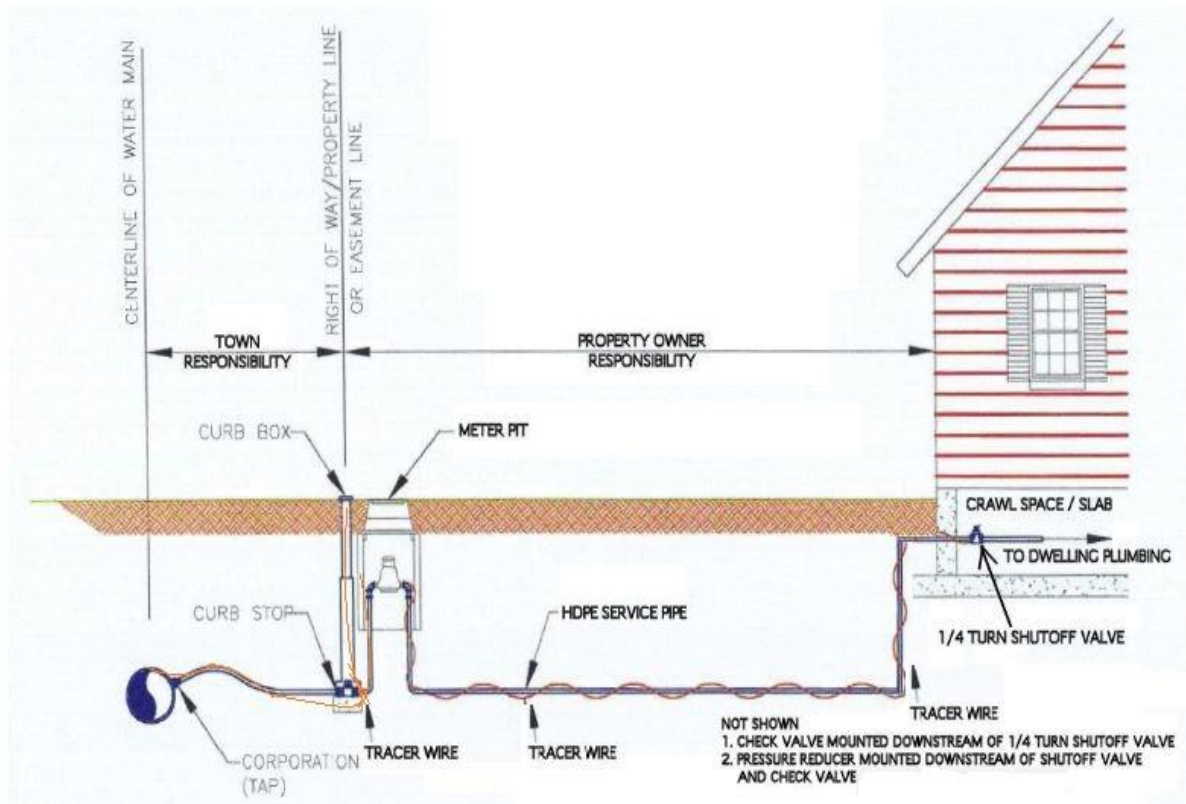 CENTERLINE OF WATER MAIN
RIGHT OF WAY/PROPERTY LINE
OR EASEMENT LINE
TOWN
RESPONSIBILITY
PROPERTY OWNER
RESPONSIBILITY
CURB BOX
METER PIT
CRAWL SPACE / SLAB
TO DWELLING PLUMBING
CURB STOP
HDPE SERVICE PIPE
1/4 TURN SHUTOFF VALVE
TRACER WIRE
TRACER WIRE
TRACER WIRE
CORPORATION
(TAP)
NOT SHOWN
1. CHECK VALVE MOUNTED DOWNSTREAM OF 1/4 TURN SHUTOFF VALVE
2. PRESSURE REDUCER MOUNTED DOWNSTREAM OF SHUTOFF VALVE
AND CHECK VALVE